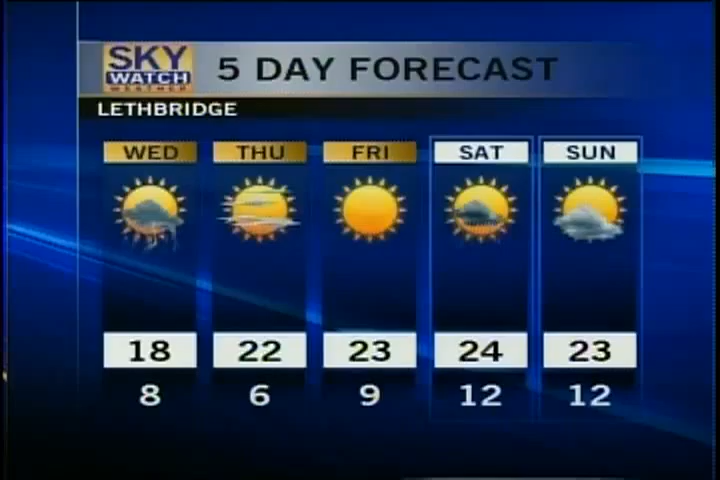 SKY
WATCH
WEATHER
5 DAY FORECAST
LETHBRIDGE
WED THU FRI SAT SUN
18 22 23 24 23
8 6 9 12 12